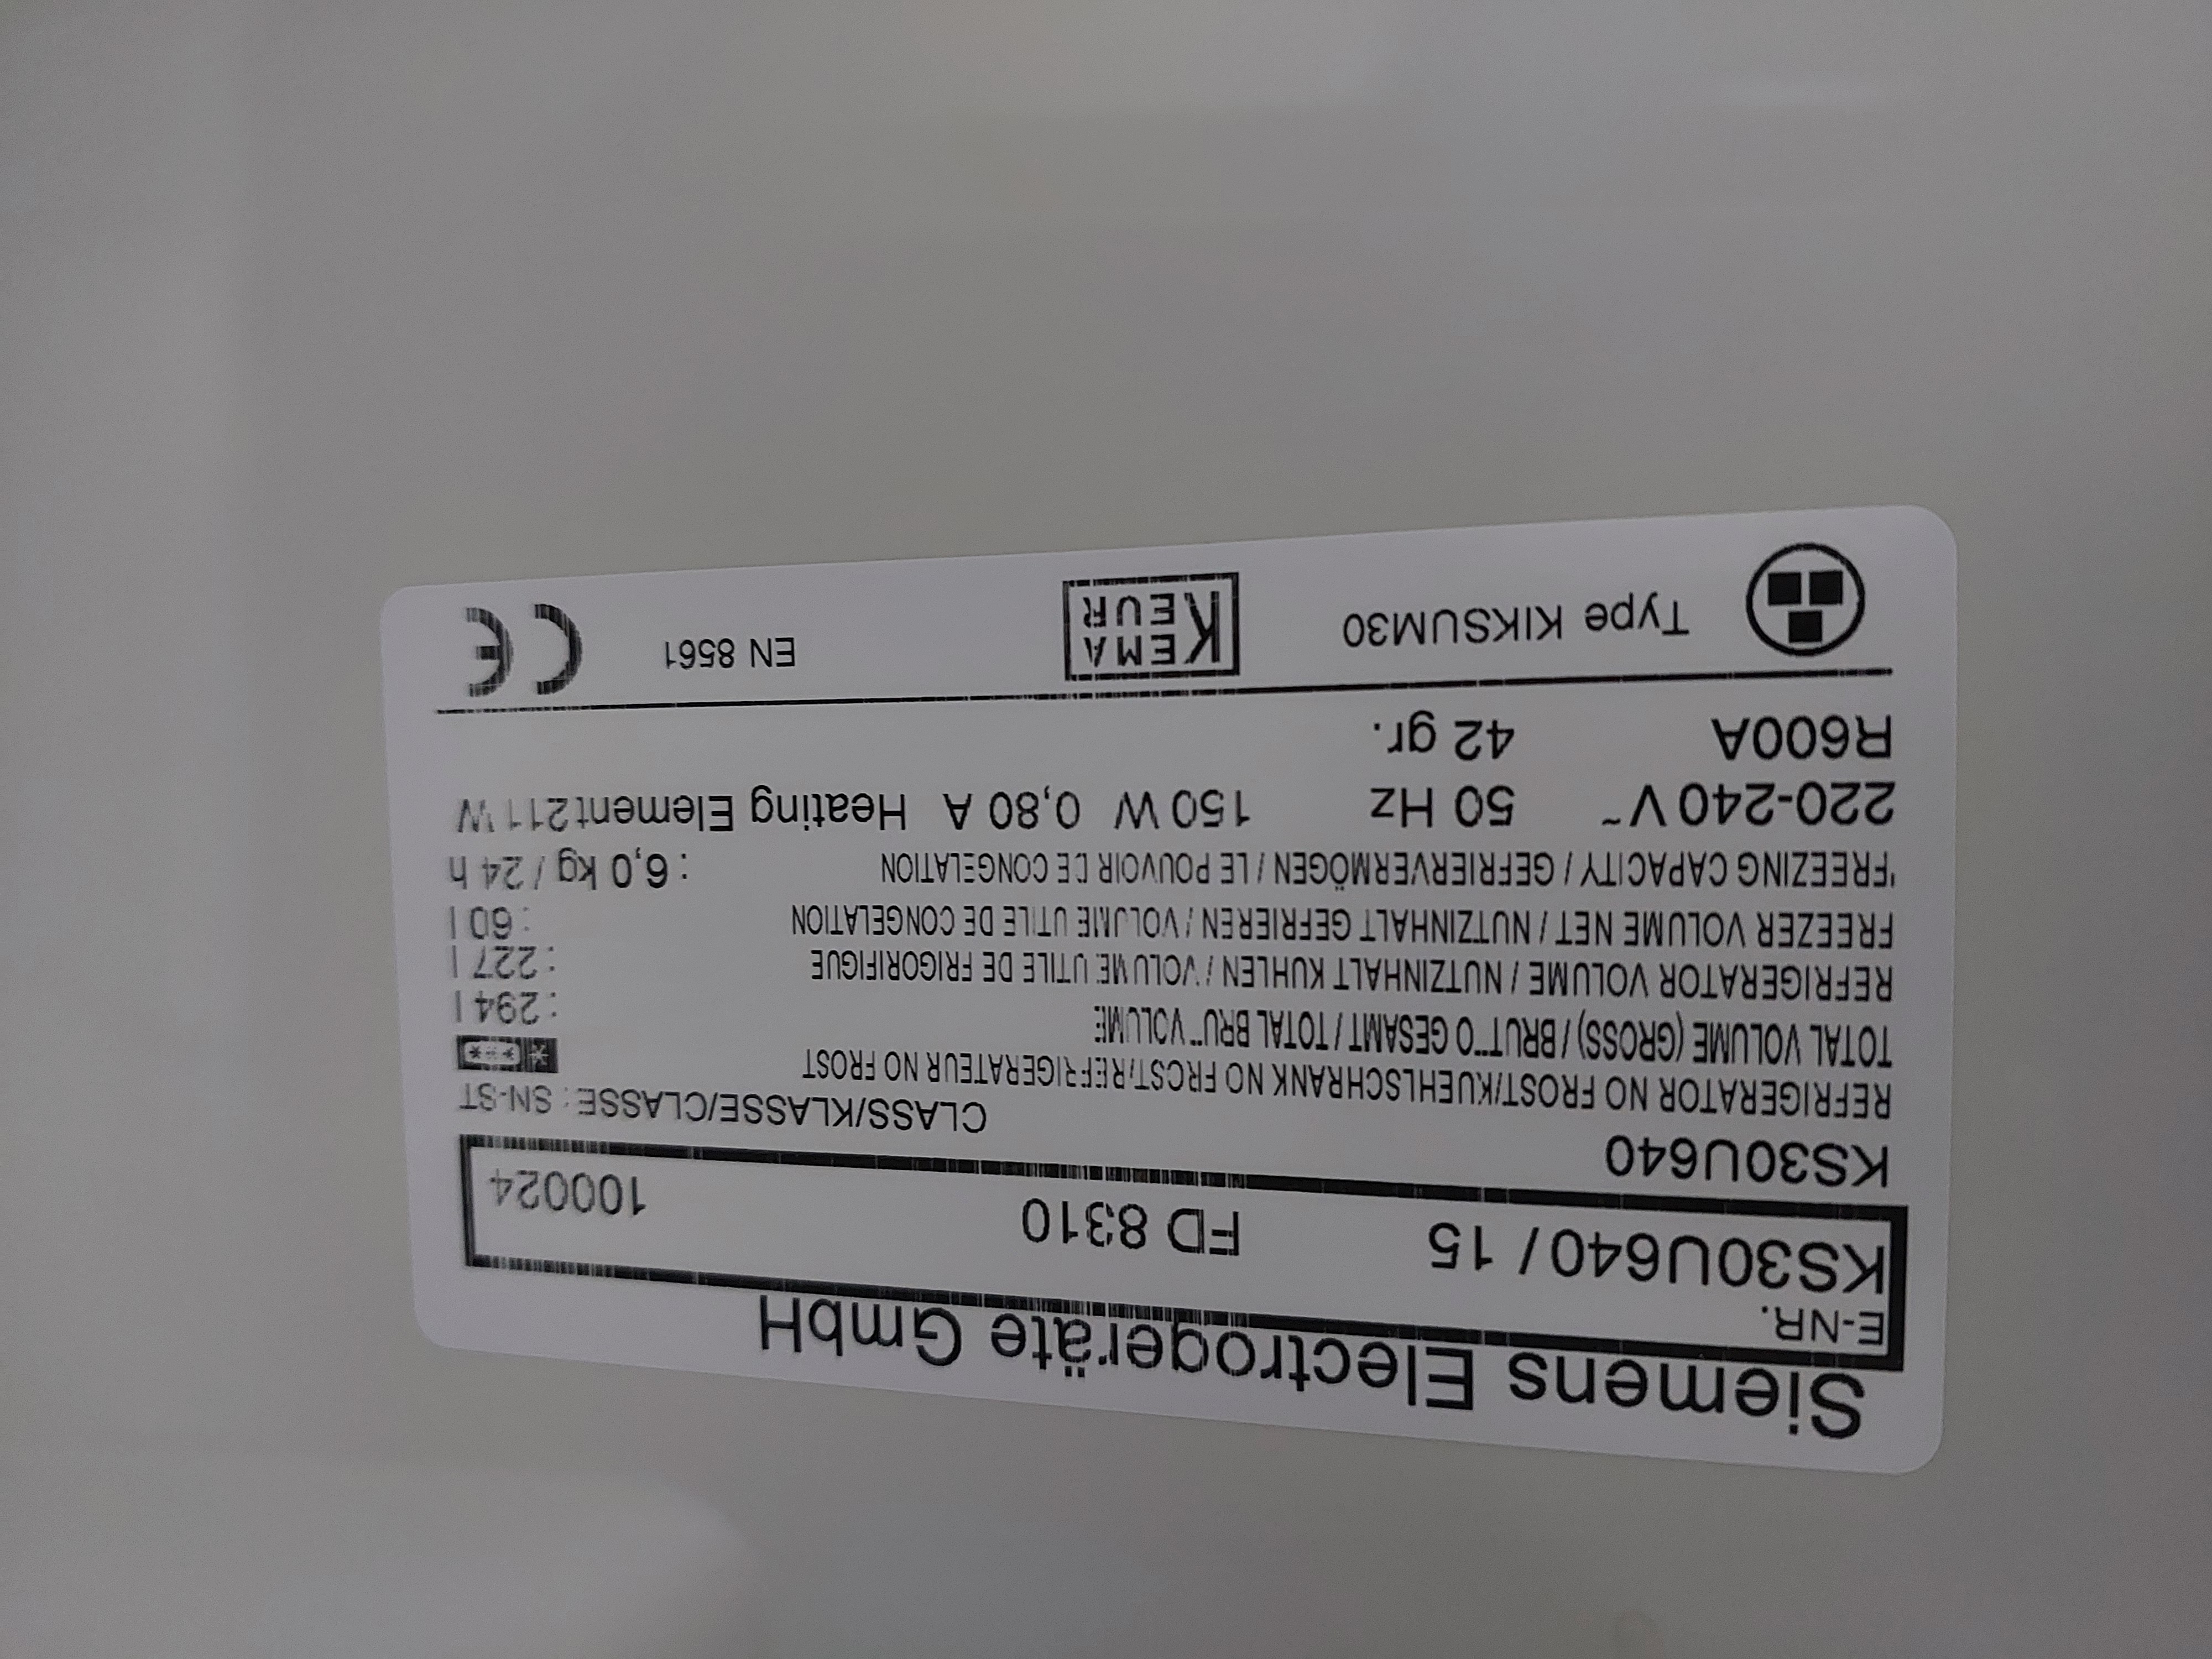 Siemens Electrogeräte GmbH
E-NR.
KS30U640 / 15 FD 8310 100024
KS30U640 CLASS/KLASSE/CLASSE : SN-ST
REFRIGERATOR NO FROST/KUEHLSCHRANK NO FROST/REFRIGERATEUR NO FROST
TOTAL VOLUME (GROSS) / BRUTTO GESAMT / TOTAL BRUT VOLUME : 294 l
REFRIGERATOR VOLUME / NUTZINHALT KUHLEN / VOLUME UTILE DE FRIGORIFIGUE : 227 l
FREEZER VOLUME NET / NUTZINHALT GEFRIEREN / VOLUME UTILE DE CONGELATION : 60 l
'FREEZING CAPACITY / GEFRIERVERMÖGEN / LE POUVOIR DE CONGELATION : 6,0 kg / 24 h
220-240 V ~ 50 Hz 150 W 0,80 A Heating Element 211 W
R600A 42 gr.
Type KIKSUM30 KEMA KEUR EN 8561 CE